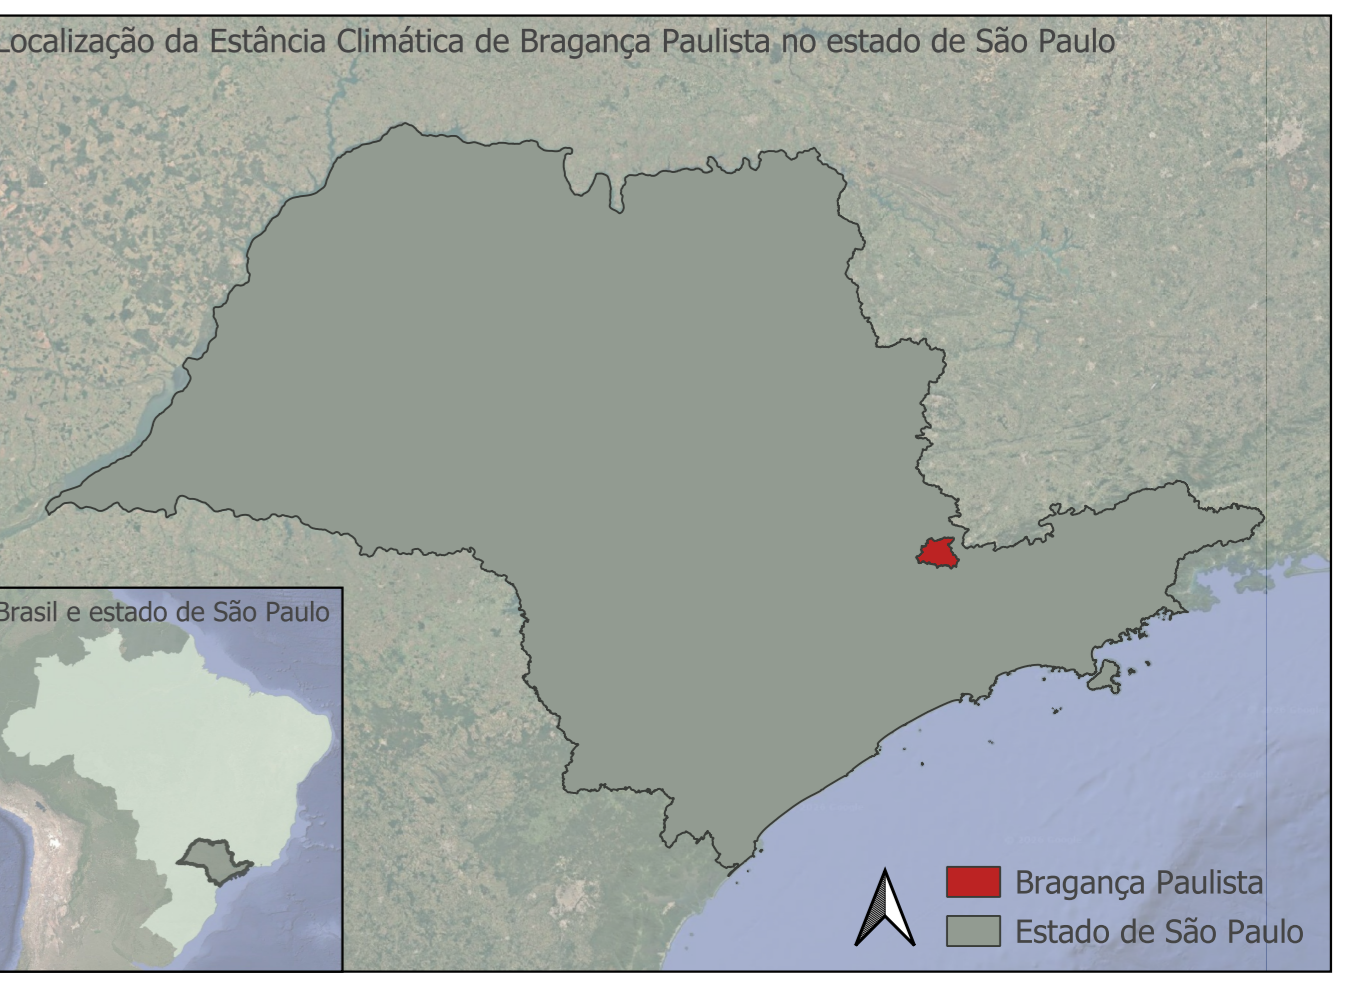 Localização da Estância Climática de Bragança Paulista no estado de São Paulo
Brasil e estado de São Paulo
Bragança Paulista
Estado de São Paulo